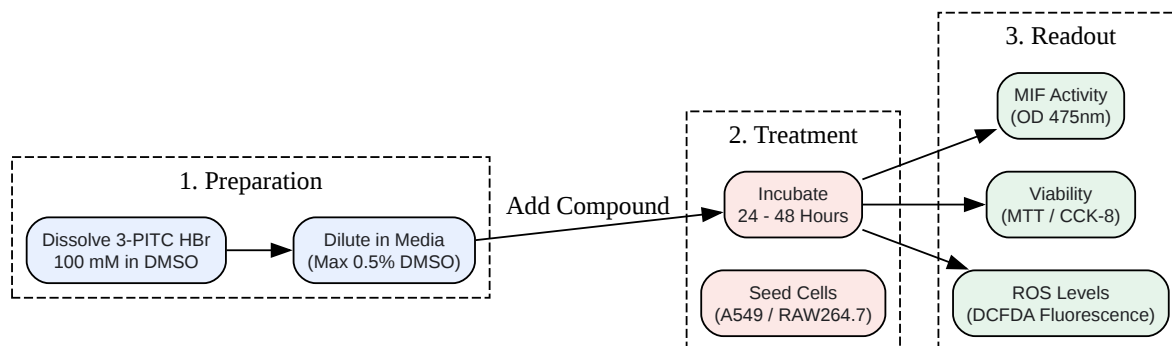 1. Preparation
Dissolve 3-PITC HBr
100 mM in DMSO
Dilute in Media
(Max 0.5% DMSO)
Add Compound
2. Treatment
Incubate
24 - 48 Hours
Seed Cells
(A549 / RAW264.7)
3. Readout
MIF Activity
(OD 475nm)
Viability
(MTT / CCK-8)
ROS Levels
(DCFDA Fluorescence)